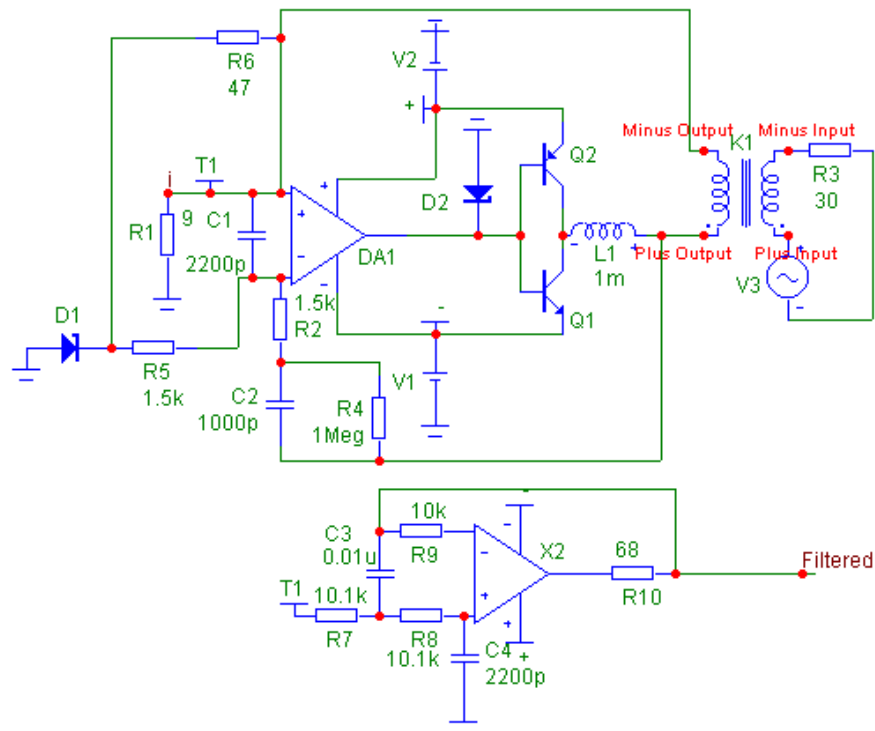 R6
47
V2
+
Minus Output
K1
Minus Input
Q2
R3
30
i
T1
D2
R1
9
C1
2200p
+
+
-
-
DA1
-
L1
+
1m
Plus Output
Plus Input
V3
+
-
1.5k
R2
-
Q1
D1
R5
1.5k
V1
C2
1000p
R4
1Meg
10k
C3
0.01u
R9
-
-
X2
68
Filtered
T1
10.1k
+
R10
R7
R8
10.1k
+
+
C4
2200p